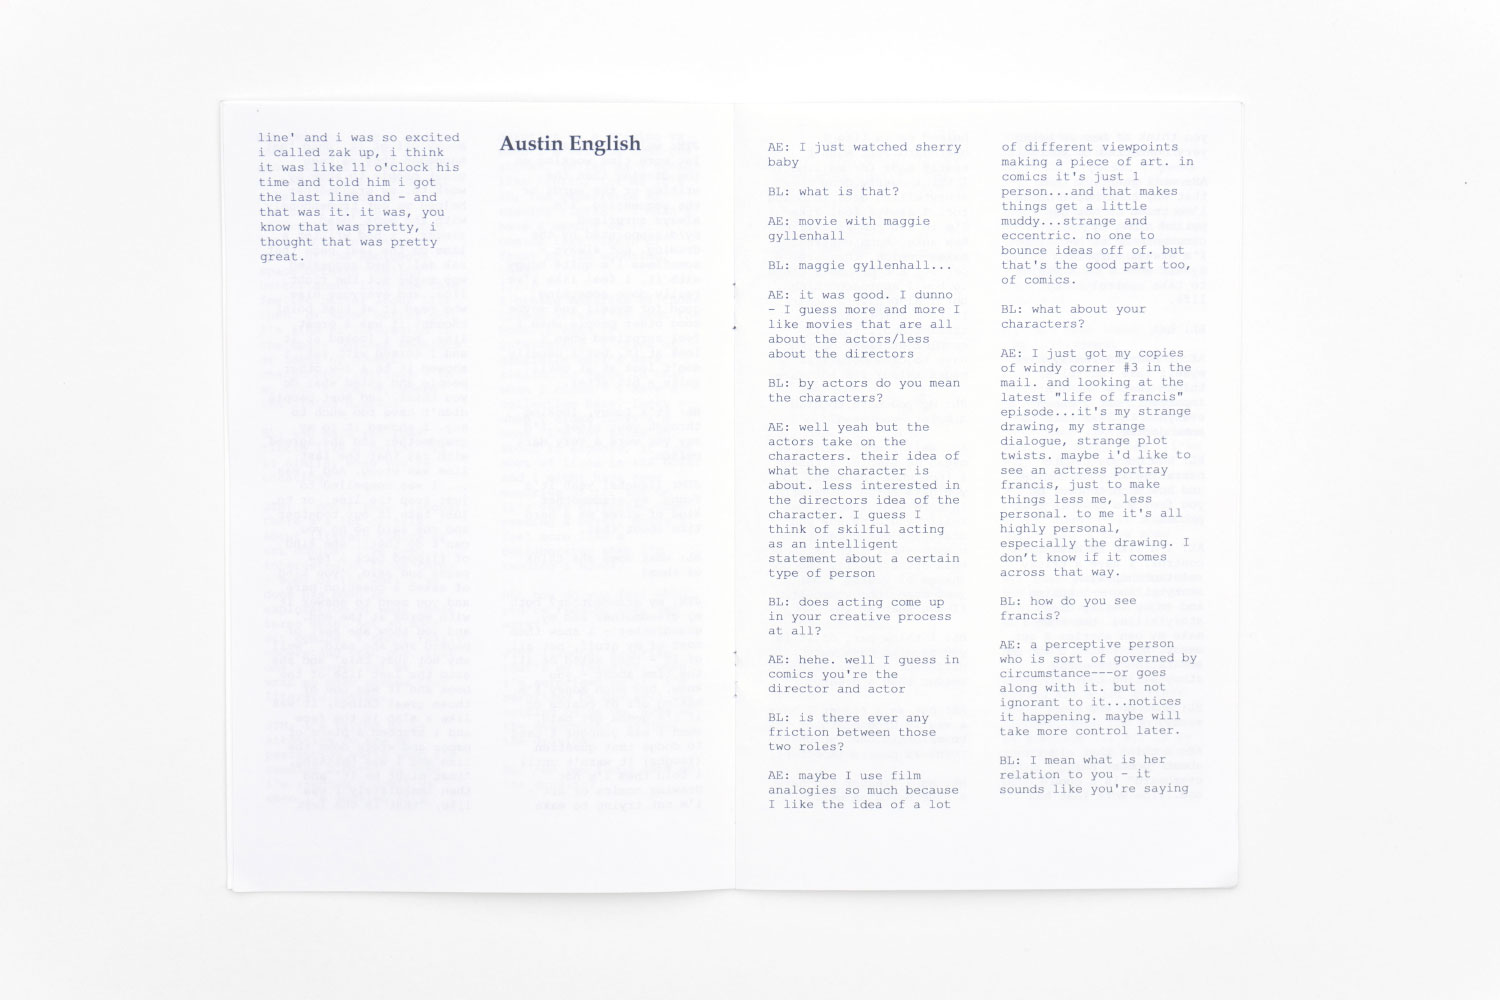 line' and i was so excited
i called zak up, i think
it was like 11 o'clock his
time and told him i got
the last line and - and
that was it. it was, you
know that was pretty, i
thought that was pretty
great.
Austin English
AE: I just watched sherry
baby
BL: what is that?
AE: movie with maggie
gyllenhall
BL: maggie gyllenhall...
AE: it was good. I dunno
- I guess more and more I
like movies that are all
about the actors/less
about the directors
BL: by actors do you mean
the characters?
AE: well yeah but the
actors take on the
characters. their idea of
what the character is
about. less interested in
the directors idea of the
character. I guess I
think of skilful acting
as an intelligent
statement about a certain
type of person
BL: does acting come up
in your creative process
at all?
AE: hehe. well I guess in
comics you're the
director and actor
BL: is there ever any
friction between those
two roles?
AE: maybe I use film
analogies so much because
I like the idea of a lot
of different viewpoints
making a piece of art. in
comics it's just 1
person...and that makes
things get a little
muddy...strange and
eccentric. no one to
bounce ideas off of. but
that's the good part too,
of comics.
BL: what about your
characters?
AE: I just got my copies
of windy corner #3 in the
mail. and looking at the
latest "life of francis"
episode...it's my strange
drawing, my strange
dialogue, strange plot
twists. maybe i'd like to
see an actress portray
francis, just to make
things less me, less
personal. to me it's all
highly personal,
especially the drawing. I
don't know if it comes
across that way.
BL: how do you see
francis?
AE: a perceptive person
who is sort of governed by
circumstance---or goes
along with it. but not
ignorant to it...notices
it happening. maybe will
take more control later.
BL: I mean what is her
relation to you - it
sounds like you're saying